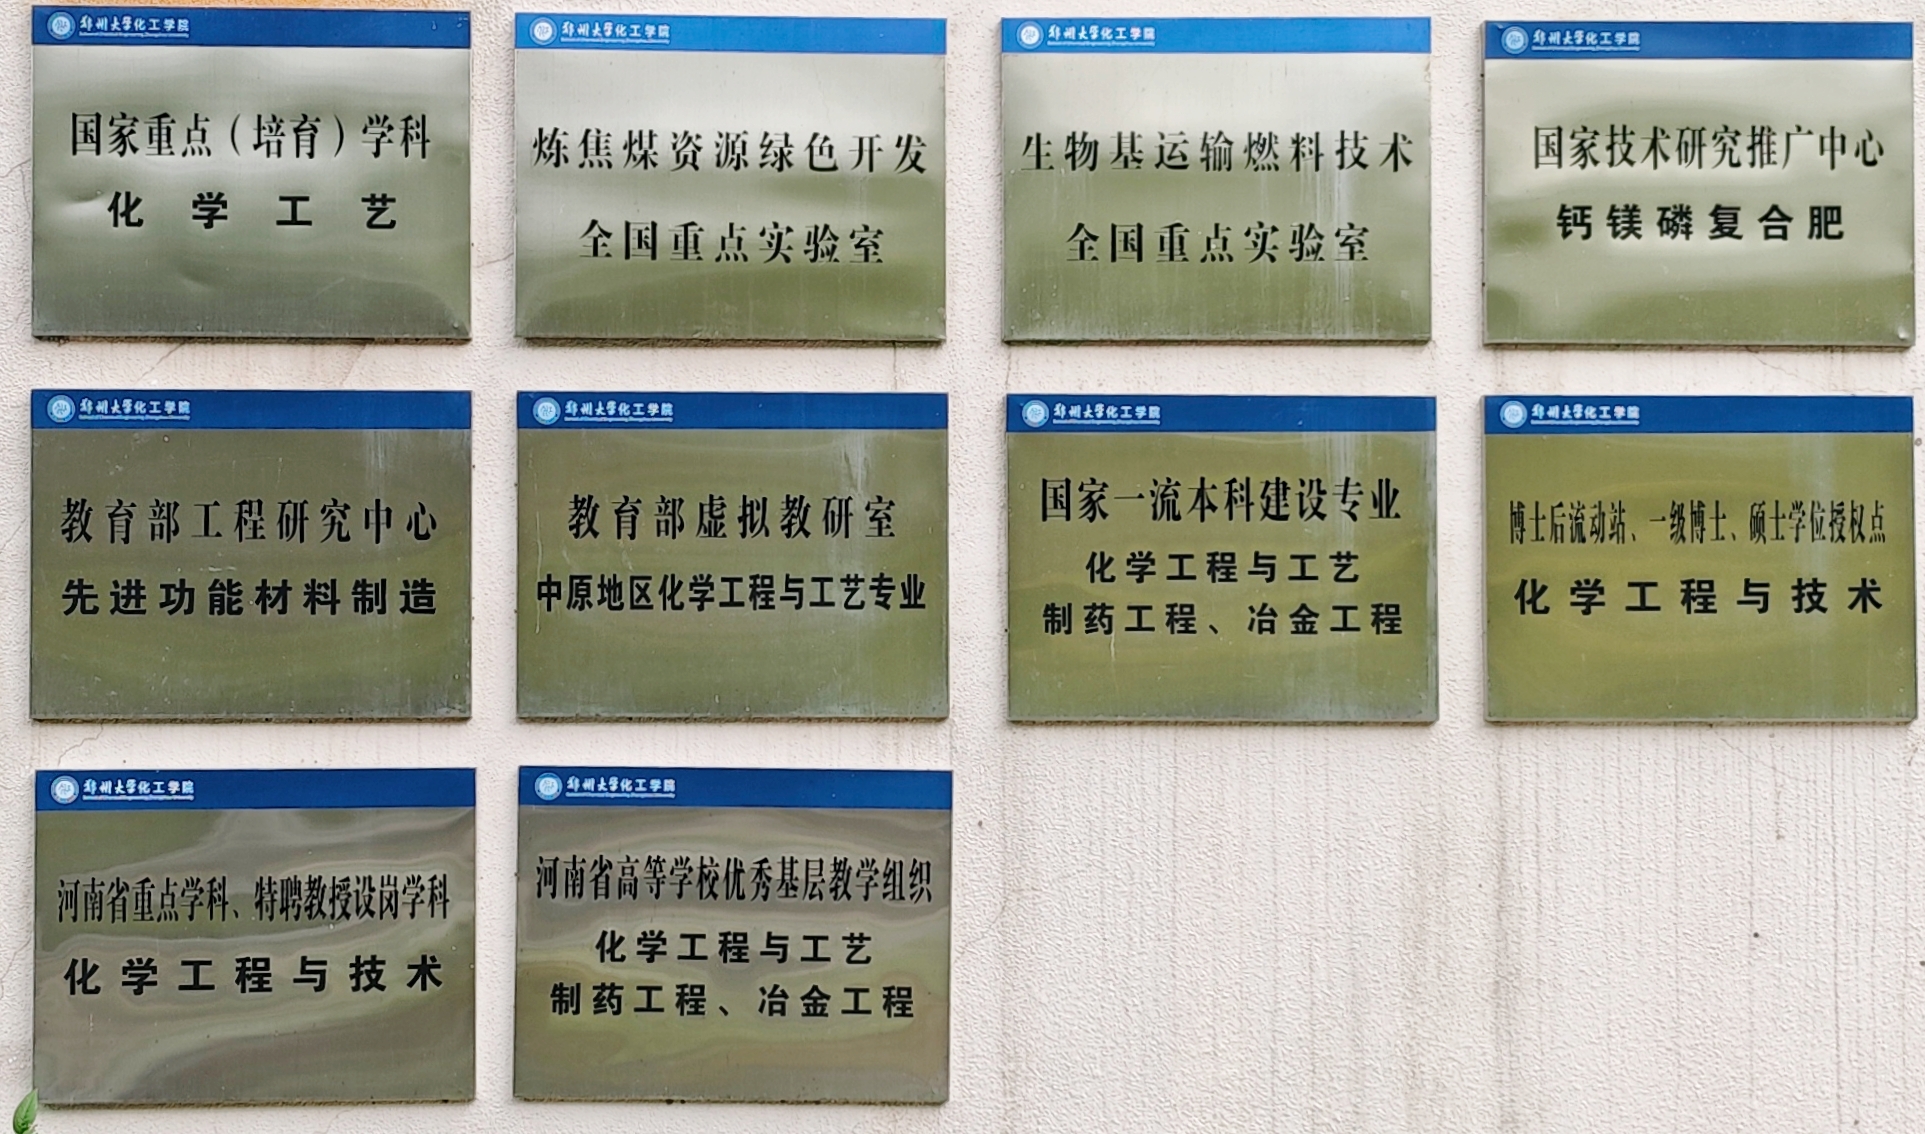 郑州大学化工学院
国家重点（培育）学科
化学工艺
郑州大学化工学院
炼焦煤资源绿色开发
全国重点实验室
郑州大学化工学院
生物基运输燃料技术
全国重点实验室
郑州大学化工学院
国家技术研究推广中心
钙镁磷复合肥
郑州大学化工学院
教育部工程研究中心
先进功能材料制造
郑州大学化工学院
教育部虚拟教研室
中原地区化学工程与工艺专业
郑州大学化工学院
国家一流本科建设专业
化学工程与工艺
制药工程、冶金工程
郑州大学化工学院
博士后流动站、一级博士、硕士学位授权点
化学工程与技术
郑州大学化工学院
河南省重点学科、特聘教授设岗学科
化学工程与技术
郑州大学化工学院
河南省高等学校优秀基层教学组织
化学工程与工艺
制药工程、冶金工程